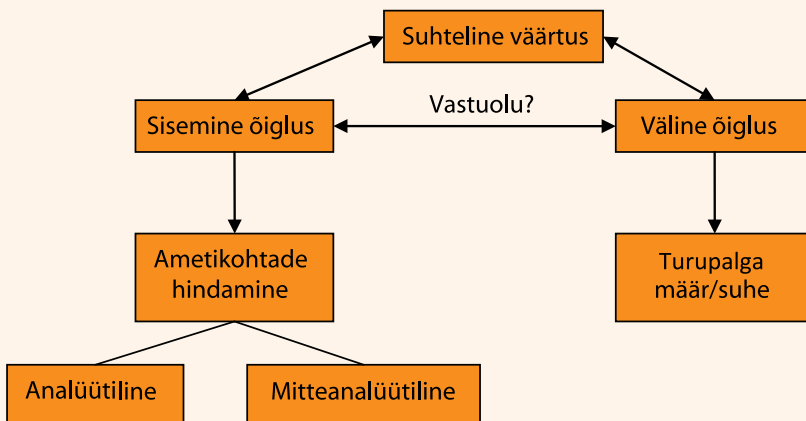 Suhteline väärtus
Vastuolu?
Sisemine õiglus
Väline õiglus
Ametikohtade
hindamine
Turupalga
määr/suhe
Analüütiline
Mitteanalüütiline